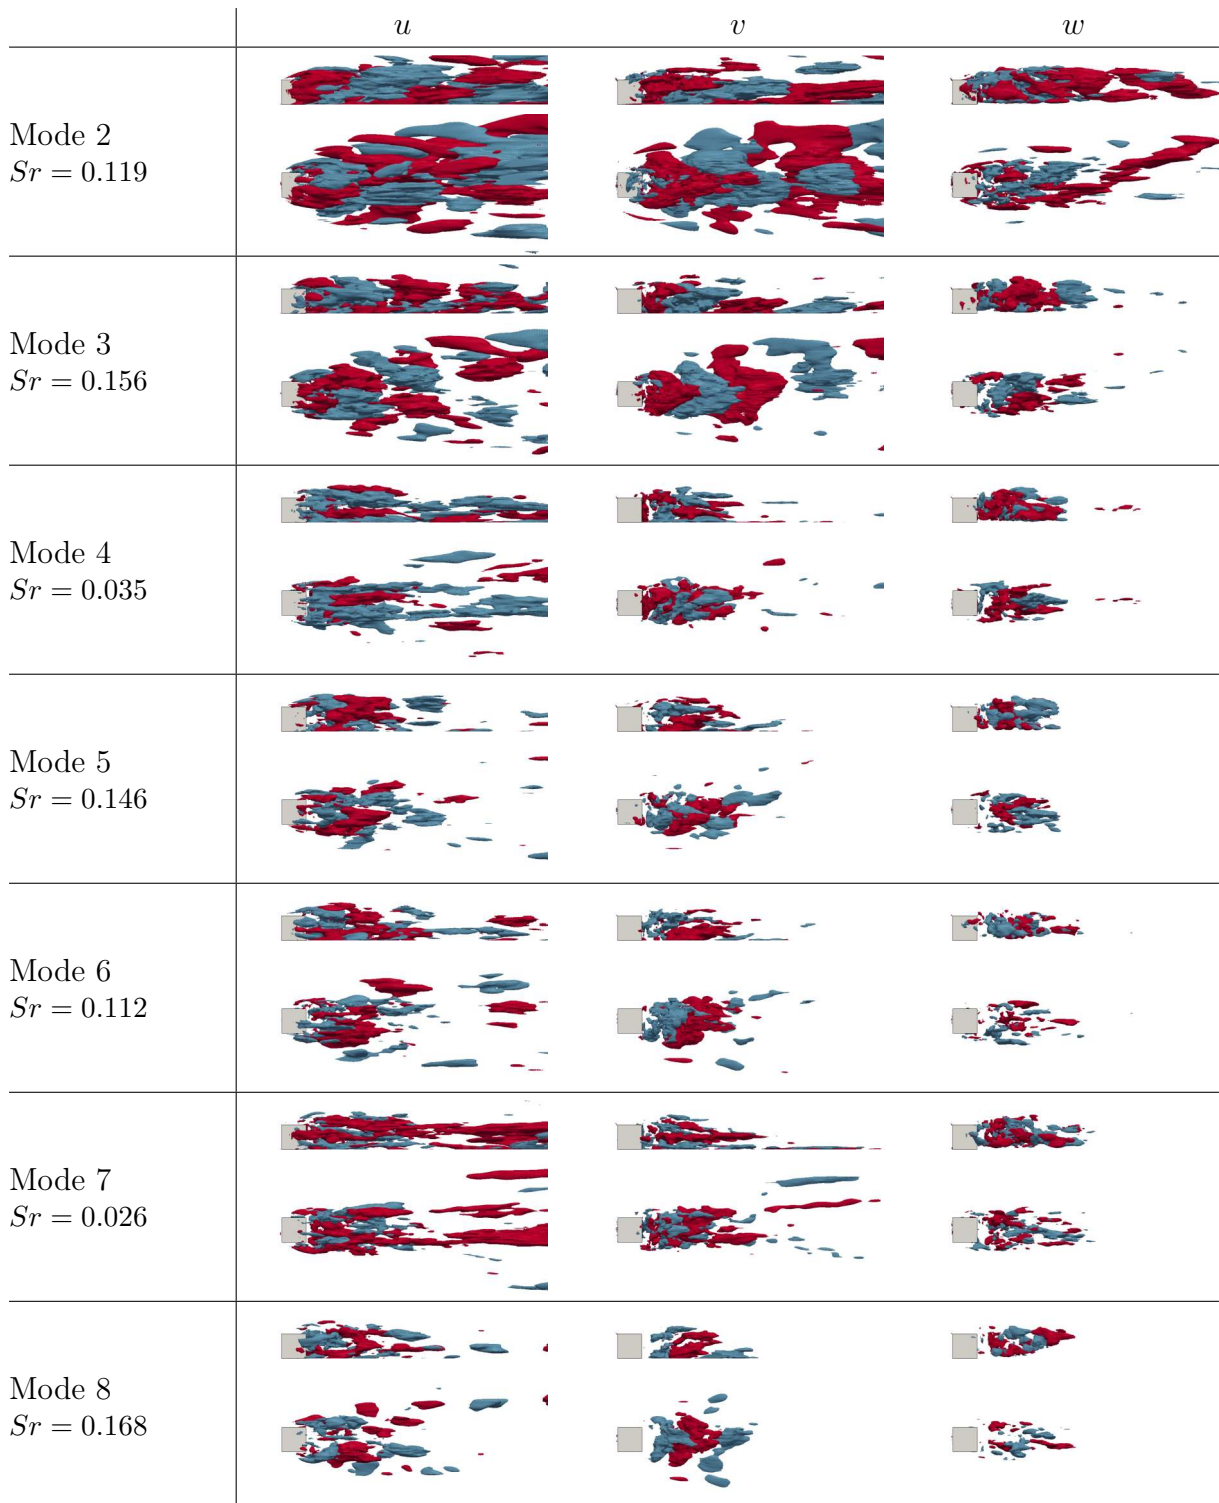 u v w
Mode 2
Sr = 0.119
Mode 3
Sr = 0.156
Mode 4
Sr = 0.035
Mode 5
Sr = 0.146
Mode 6
Sr = 0.112
Mode 7
Sr = 0.026
Mode 8
Sr = 0.168